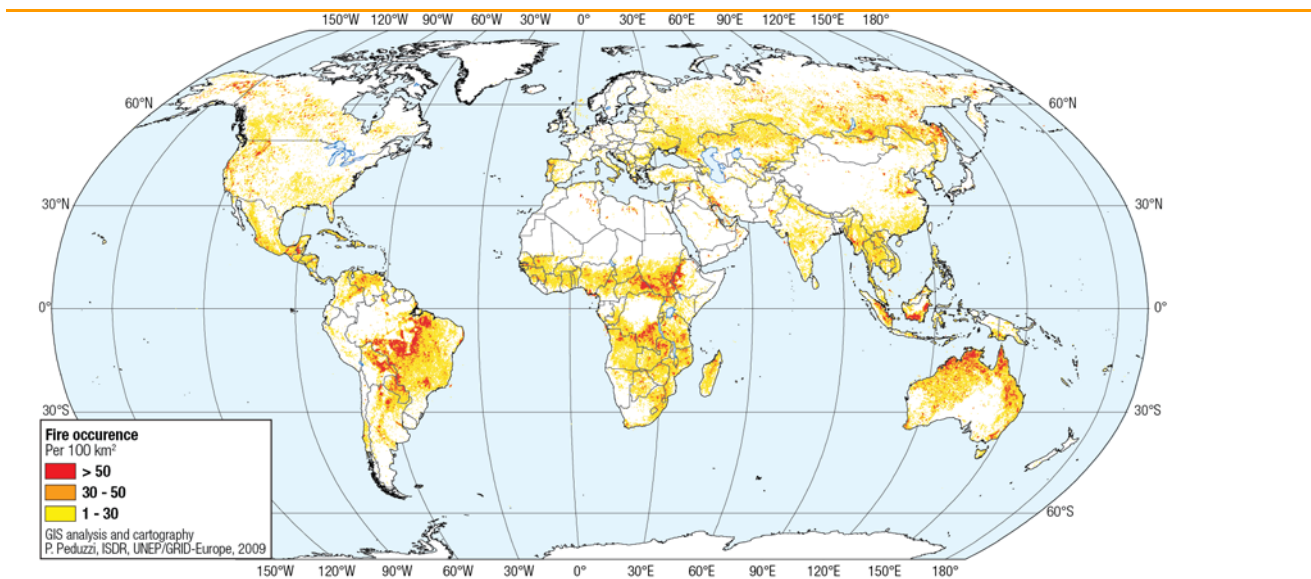 150°W 120°W 90°W 60°W 30°W 0° 30°E 60°E 90°E 120°E 150°E 180°
60°N 60°N
30°N 30°N
0° 0°
30°S 30°S
Fire occurence
Per 100 km²
> 50
30 - 50
1 - 30
60°S
GIS analysis and cartography
P. Peduzzi, ISDR, UNEP/GRID-Europe, 2009
150°W 120°W 90°W 60°W 30°W 0° 30°E 60°E 90°E 120°E 150°E 180°